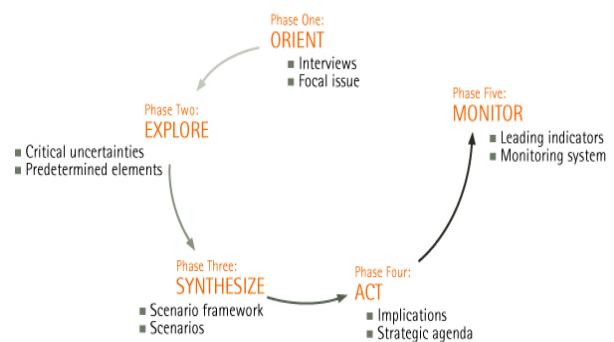 Phase One:
ORIENT
■ Interviews
■ Focal issue
Phase Two:
EXPLORE
■ Critical uncertainties
■ Predetermined elements
Phase Three:
SYNTHESIZE
■ Scenario framework
■ Scenarios
Phase Four:
ACT
■ Implications
■ Strategic agenda
Phase Five:
MONITOR
■ Leading indicators
■ Monitoring system